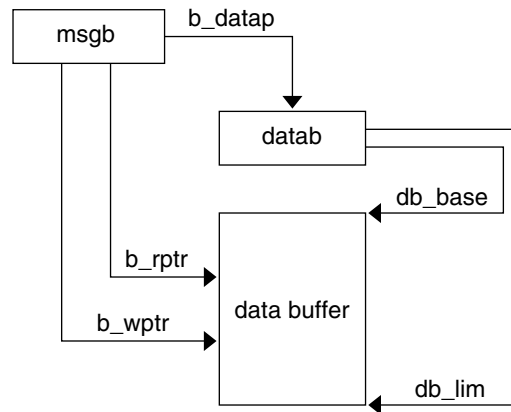 b_datap
msgb
datab
db_base
b_rptr
data buffer
b_wptr
db_lim